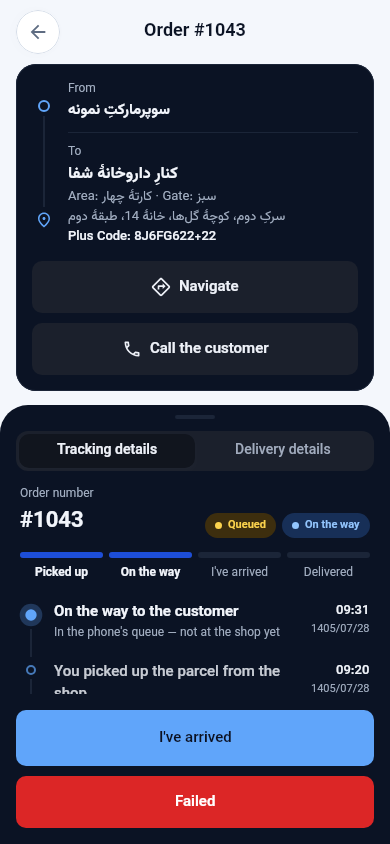 Order #1043
From
سوپرمارکتِ نمونه
To
کنارِ داروخانهٔ شفا
Area: کارتهٔ چهار · Gate: سبز
سرکِ دوم، کوچهٔ گل‌ها، خانهٔ 14، طبقهٔ دوم
Plus Code: 8J6FG622+22
Navigate
Call the customer
Tracking details
Delivery details
Order number
#1043
Queued
On the way
Picked up
On the way
I've arrived
Delivered
On the way to the customer
09:31
In the phone's queue — not at the shop yet
1405/07/28
You picked up the parcel from the
09:20
shop
1405/07/28
I've arrived
Failed